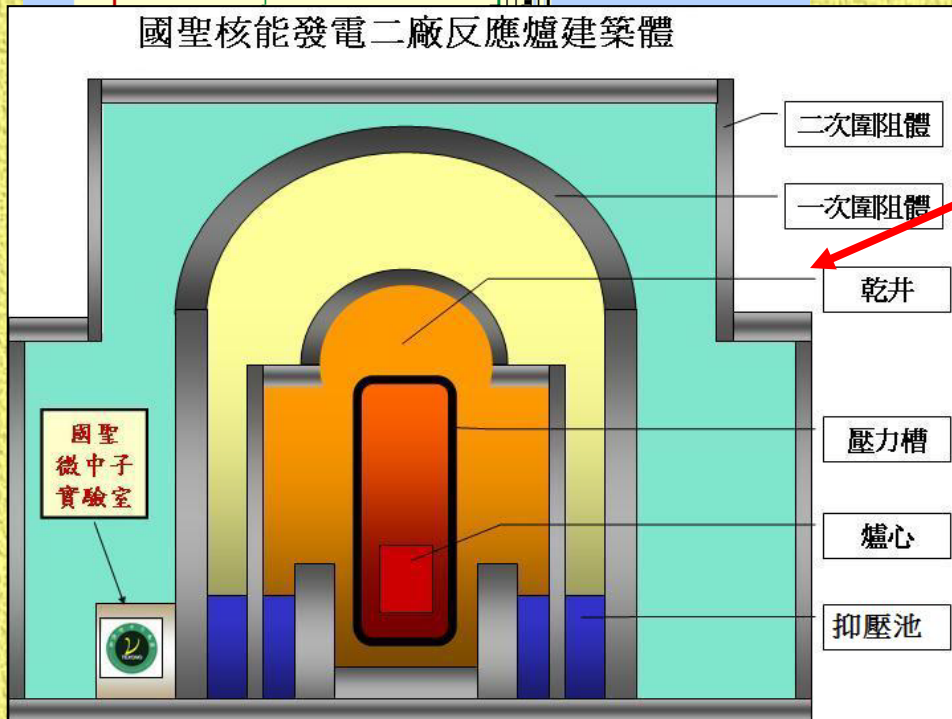 國聖核能發電二廠反應爐建築體
二次圍阻體
一次圍阻體
乾井
壓力槽
爐心
抑壓池
國聖
微中子
實驗室
ν
TEXONO